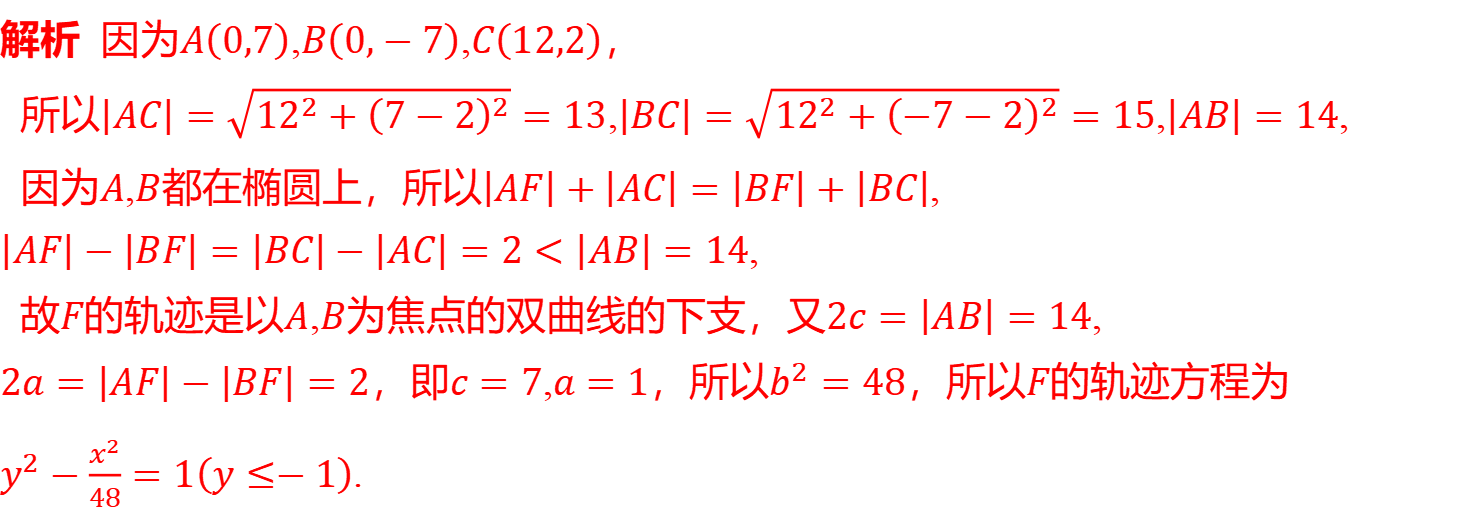 解析 因为A(0,7),B(0,－7),C(12,2),
所以|AC| = √(12² + (7 − 2)²) = 13,|BC| = √(12² + (−7 − 2)²) = 15,|AB| = 14,
因为A,B都在椭圆上，所以|AF| + |AC| = |BF| + |BC|,
|AF| − |BF| = |BC| − |AC| = 2 < |AB| = 14,
故F的轨迹是以A,B为焦点的双曲线的下支，又2c = |AB| = 14,
2a = |AF| − |BF| = 2，即c = 7,a = 1，所以b² = 48，所以F的轨迹方程为
y² − x²/48 = 1(y ≤− 1).